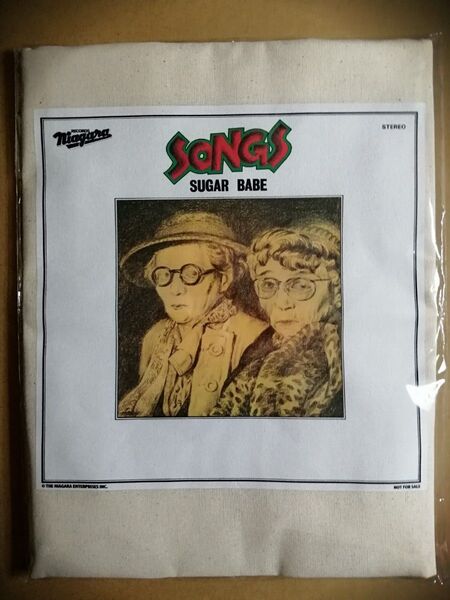 RECORDS
Niagara
STEREO
SONGS
SUGAR BABE
© THE NIAGARA ENTERPRISES INC.
NOT FOR SALE